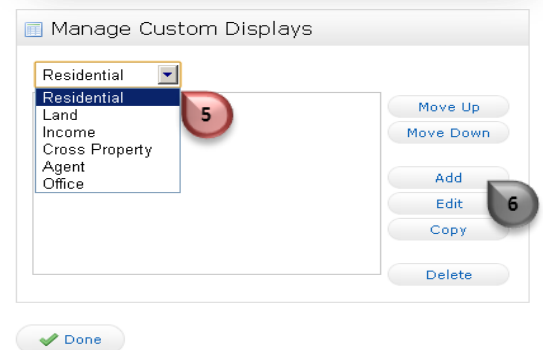 Manage Custom Displays
Residential
Residential
Land
Income
Cross Property
Agent
Office
5
Move Up
Move Down
Add
Edit
6
Copy
Delete
Done